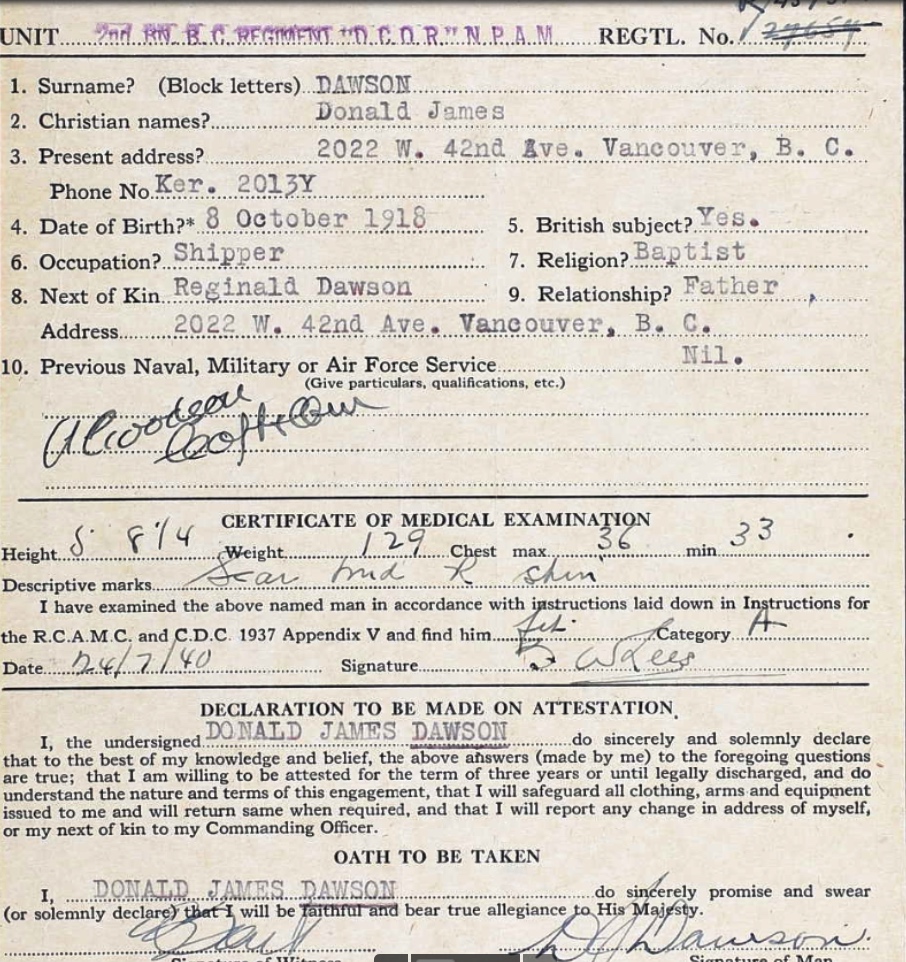 UNIT 2nd BN. B.C. REGIMENT "D.C.O.R" N.P.A.M REGTL. No. 27654
1. Surname? (Block letters) DAWSON
2. Christian names? Donald James
3. Present address? 2022 W. 42nd Ave. Vancouver, B. C.
Phone No. Ker. 2013Y
4. Date of Birth?* 8 October 1918 5. British subject? Yes.
6. Occupation? Shipper 7. Religion? Baptist
8. Next of Kin Reginald Dawson 9. Relationship? Father
Address 2022 W. 42nd Ave. Vancouver, B. C.
10. Previous Naval, Military or Air Force Service Nil.
(Give particulars, qualifications, etc.)
CERTIFICATE OF MEDICAL EXAMINATION
Height 5' 8 1/4 Weight 129 Chest max 36 min 33
Descriptive marks Scar mid R shin
I have examined the above named man in accordance with instructions laid down in Instructions for
the R.C.A.M.C. and C.D.C. 1937 Appendix V and find him fit. Category A
Date 24/7/40 Signature W Lees
DECLARATION TO BE MADE ON ATTESTATION
I, the undersigned DONALD JAMES DAWSON do sincerely and solemnly declare
that to the best of my knowledge and belief, the above answers (made by me) to the foregoing questions
are true; that I am willing to be attested for the term of three years or until legally discharged, and do
understand the nature and terms of this engagement, that I will safeguard all clothing, arms and equipment
issued to me and will return same when required, and that I will report any change in address of myself,
or my next of kin to my Commanding Officer.
OATH TO BE TAKEN
I, DONALD JAMES DAWSON do sincerely promise and swear
(or solemnly declare) that I will be faithful and bear true allegiance to His Majesty.
D J Dawson
Signature of Witness Signature of Man